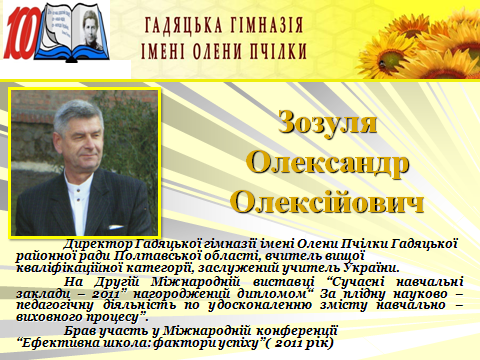 100
ГАДЯЦЬКА ГІМНАЗІЯ
ІМЕНІ ОЛЕНИ ПЧІЛКИ
Зозуля
Олександр
Олексійович
Директор Гадяцької гімназії імені Олени Пчілки Гадяцької
районної ради Полтавської області, вчитель вищої
кваліфікаційної категорії, заслужений учитель України.
На Другій Міжнародній виставці “Сучасні навчальні
заклади – 2011” нагороджений дипломом“ За плідну науково –
педагогічну діяльність по удосконаленню змісту навчально –
виховного процесу”.
Брав участь у Міжнародній конференції
“Ефективна школа: фактори успіху”( 2011 рік)